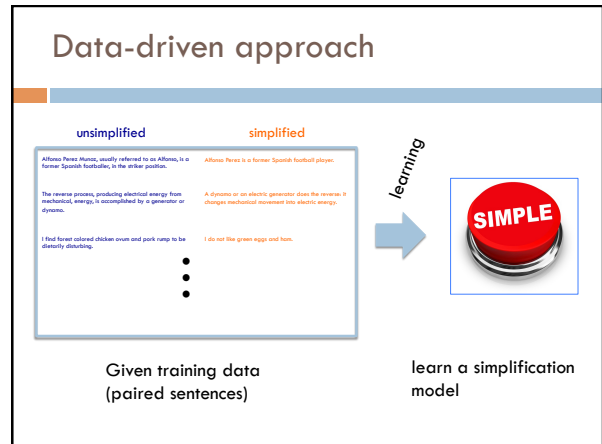 Data-driven approach
unsimplified
simplified
Alfonso Perez Munoz, usually referred to as Alfonso, is a
former Spanish footballer, in the striker position.
Alfonso Perez is a former Spanish football player.
The reverse process, producing electrical energy from
mechanical, energy, is accomplished by a generator or
dynamo.
A dynamo or an electric generator does the reverse: it
changes mechanical movement into electric energy.
I find forest colored chicken ovum and pork rump to be
dietarily disturbing.
I do not like green eggs and ham.
learning
SIMPLE
Given training data
(paired sentences)
learn a simplification
model